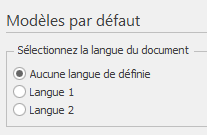 Modèles par défaut
Sélectionnez la langue du document
Aucune langue de définie
Langue 1
Langue 2